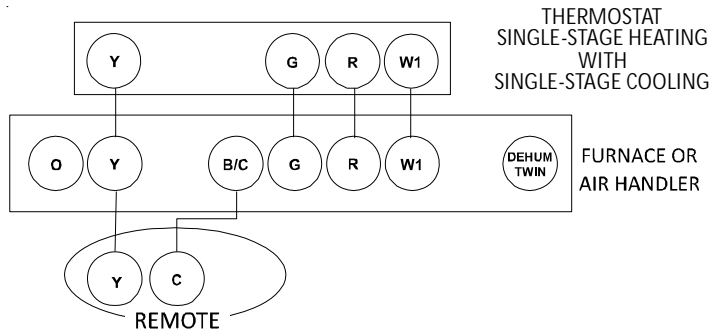 THERMOSTAT
SINGLE-STAGE HEATING
WITH
SINGLE-STAGE COOLING
Y G R W1
O Y B/C G R W1 DEHUM
TWIN
FURNACE OR
AIR HANDLER
Y C
REMOTE